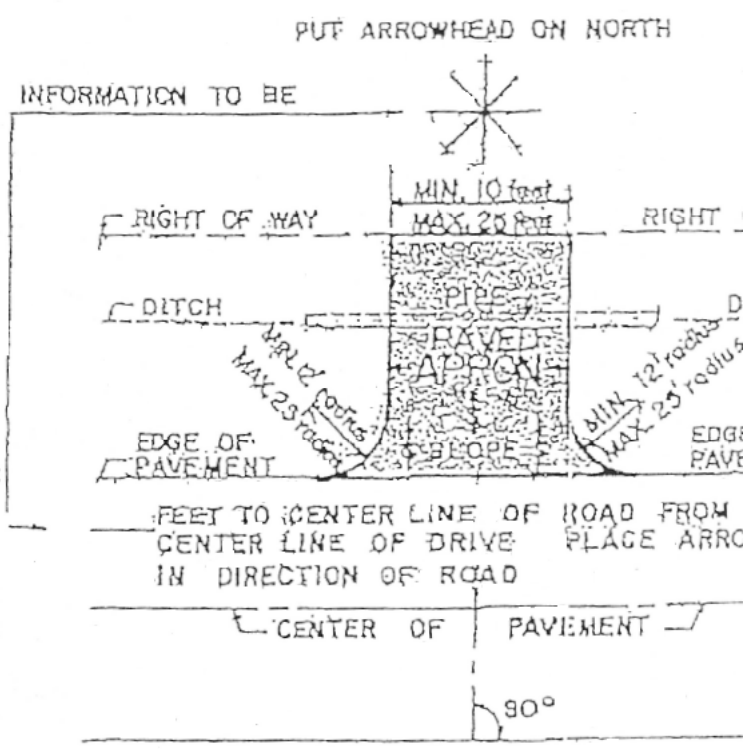 PUT ARROWHEAD ON NORTH
INFORMATION TO BE
MIN. 10 feet
RIGHT OF WAY
MAX. 25 feet
RIGHT
DITCH
PIPE
D
PAVED
APPRON
MIN. 12' radius
MAX. 25' radius
MIN. 12' radius
MAX. 25' radius
EDGE OF
PAVEMENT
SLOPE
EDGE
PAVE
FEET TO CENTER LINE OF ROAD FROM
CENTER LINE OF DRIVE PLACE ARRO
IN DIRECTION OF ROAD
CENTER OF PAVEMENT
90°